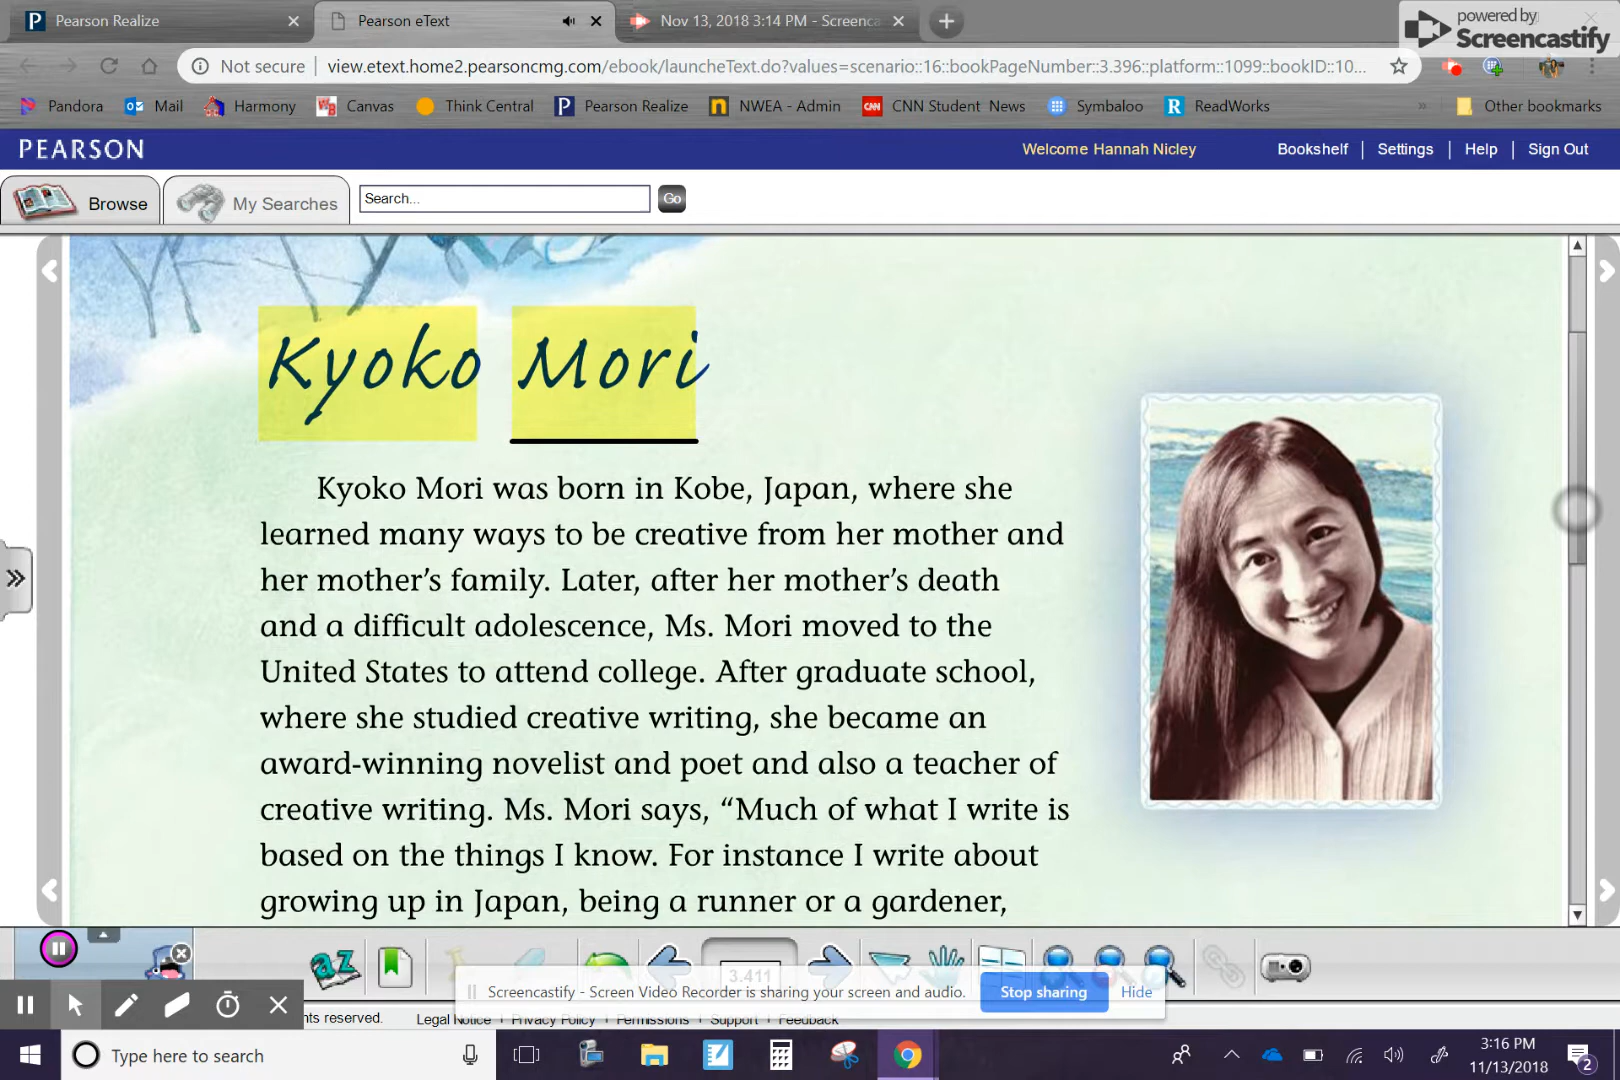 Pearson Realize
Pearson eText
Nov 13, 2018 3:14 PM - Screenca
powered by
Screencastify
Not secure
view.etext.home2.pearsoncmg.com/ebook/launcheText.do?values=scenario::16::bookPageNumber::3.396::platform::1099::bookID::10...
Pandora Mail Harmony Canvas Think Central Pearson Realize NWEA - Admin CNN Student News Symbaloo ReadWorks » Other bookmarks
PEARSON
Welcome Hannah Nicley
Bookshelf | Settings | Help | Sign Out
Browse
My Searches
Search...
Go
Kyoko Mori
Kyoko Mori was born in Kobe, Japan, where she
learned many ways to be creative from her mother and
her mother's family. Later, after her mother's death
and a difficult adolescence, Ms. Mori moved to the
United States to attend college. After graduate school,
where she studied creative writing, she became an
award-winning novelist and poet and also a teacher of
creative writing. Ms. Mori says, “Much of what I write is
based on the things I know. For instance I write about
growing up in Japan, being a runner or a gardener,
az
3.411
Screencastify - Screen Video Recorder is sharing your screen and audio.
Stop sharing
Hide
nts reserved.
Legal Notice | Privacy Policy | Permissions | Support | Feedback
Type here to search
3:16 PM
11/13/2018
2